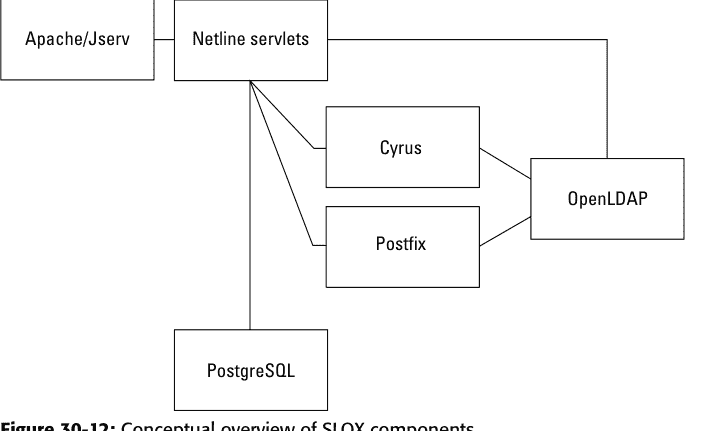 Apache/Jserv
Netline servlets
Cyrus
OpenLDAP
Postfix
PostgreSQL
Figure 30-12: Conceptual overview of SLOX components